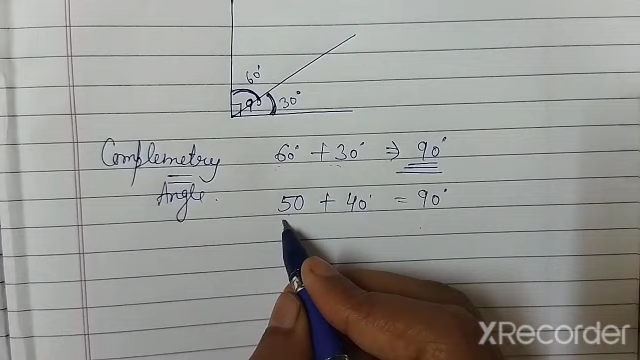 60°
90 30°
Complemetry 60° + 30° ⇒ 90°
Angle. 50 + 40° = 90°
XRecorder